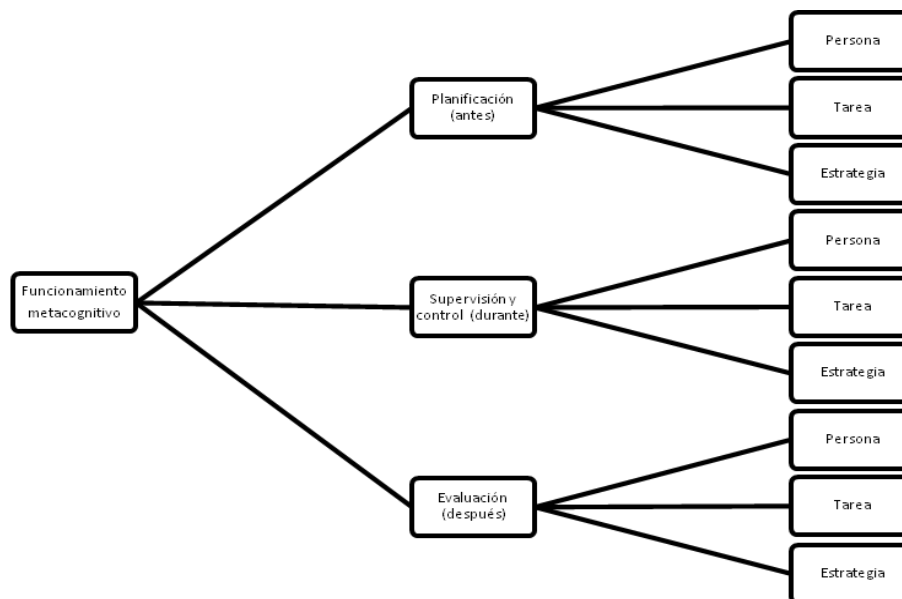 Funcionamiento
metacognitivo
Planificación
(antes)
Persona
Tarea
Estrategia
Supervisión y
control (durante)
Persona
Tarea
Estrategia
Evaluación
(después)
Persona
Tarea
Estrategia